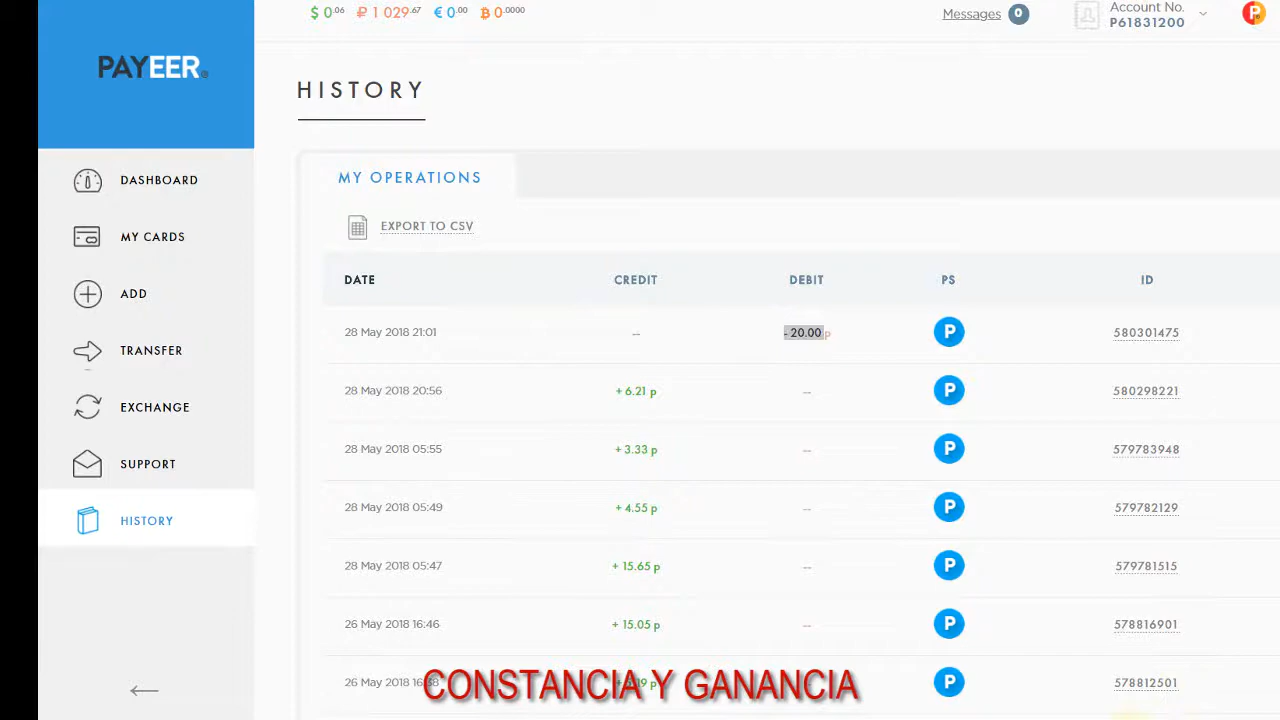 $ 0.06 ₽ 1 029.67 € 0.00 ₿ 0.0000
Messages 0
Account No.
P61831200
PAYEER
HISTORY
DASHBOARD
MY CARDS
ADD
TRANSFER
EXCHANGE
SUPPORT
HISTORY
MY OPERATIONS
EXPORT TO CSV
DATE CREDIT DEBIT PS ID
28 May 2018 21:01 -- - 20.00 p P 580301475
28 May 2018 20:56 + 6.21 p -- P 580298221
28 May 2018 05:55 + 3.33 p -- P 579783948
28 May 2018 05:49 + 4.55 p -- P 579782129
28 May 2018 05:47 + 15.65 p -- P 579781515
26 May 2018 16:46 + 15.05 p -- P 578816901
26 May 2018 P 578812501
CONSTANCIA Y GANANCIA